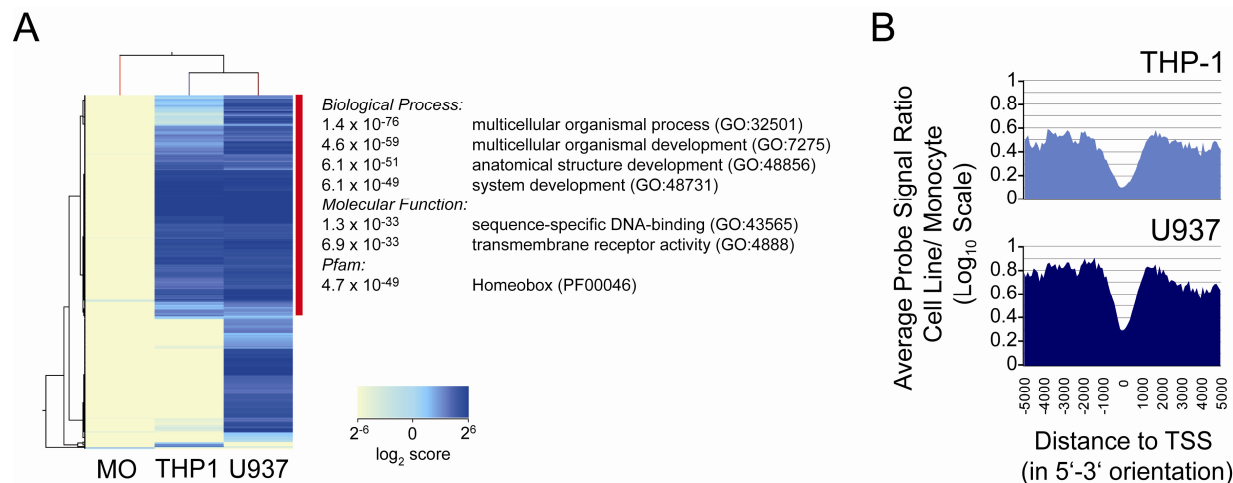 A
Biological Process:
1.4 x 10-76 multicellular organismal process (GO:32501)
4.6 x 10-59 multicellular organismal development (GO:7275)
6.1 x 10-51 anatomical structure development (GO:48856)
6.1 x 10-49 system development (GO:48731)
Molecular Function:
1.3 x 10-33 sequence-specific DNA-binding (GO:43565)
6.9 x 10-33 transmembrane receptor activity (GO:4888)
Pfam:
4.7 x 10-49 Homeobox (PF00046)
2-6 0 26
log2 score
MO THP1 U937
B
Average Probe Signal Ratio
Cell Line/ Monocyte
(Log10 Scale)
THP-1
1
0.8
0.6
0.4
0.2
0
U937
1
0.8
0.6
0.4
0.2
0
-5000 -4000 -3000 -2000 -1000 0 1000 2000 3000 4000 5000
Distance to TSS
(in 5‘-3‘ orientation)